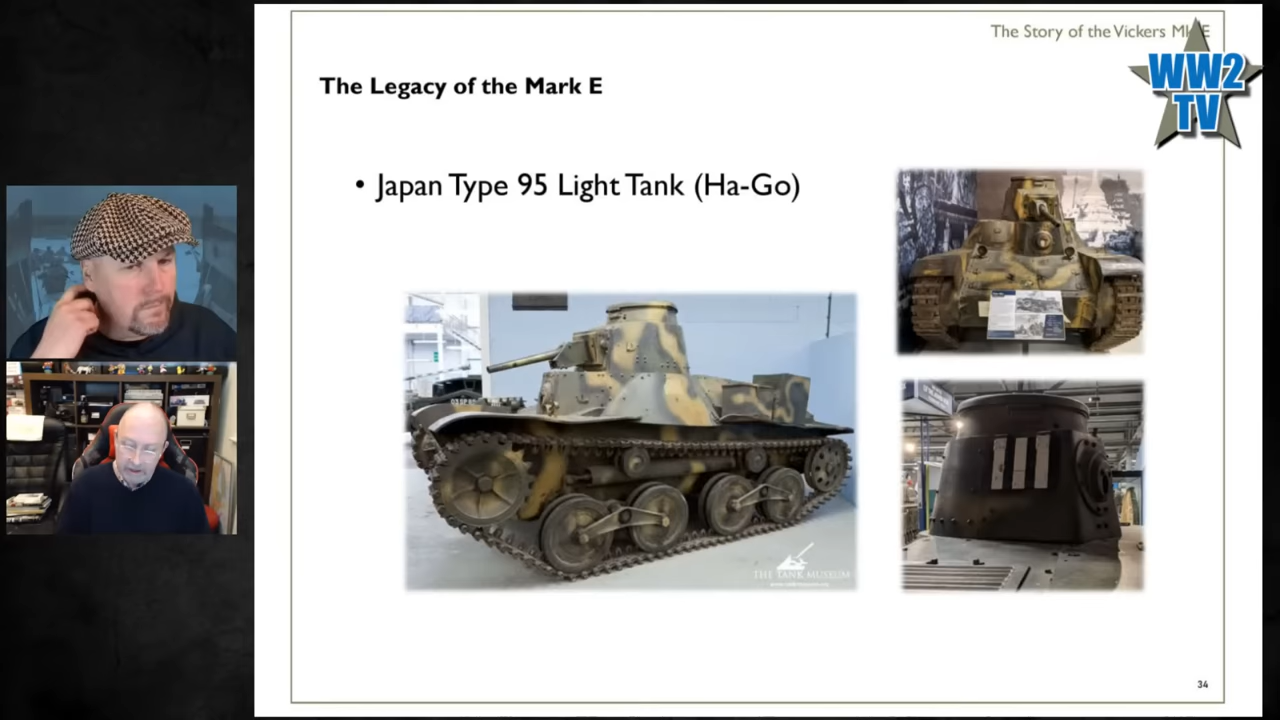 The Story of the Vickers Mk E
WW2
TV
The Legacy of the Mark E
• Japan Type 95 Light Tank (Ha-Go)
THE TANK MUSEUM
34